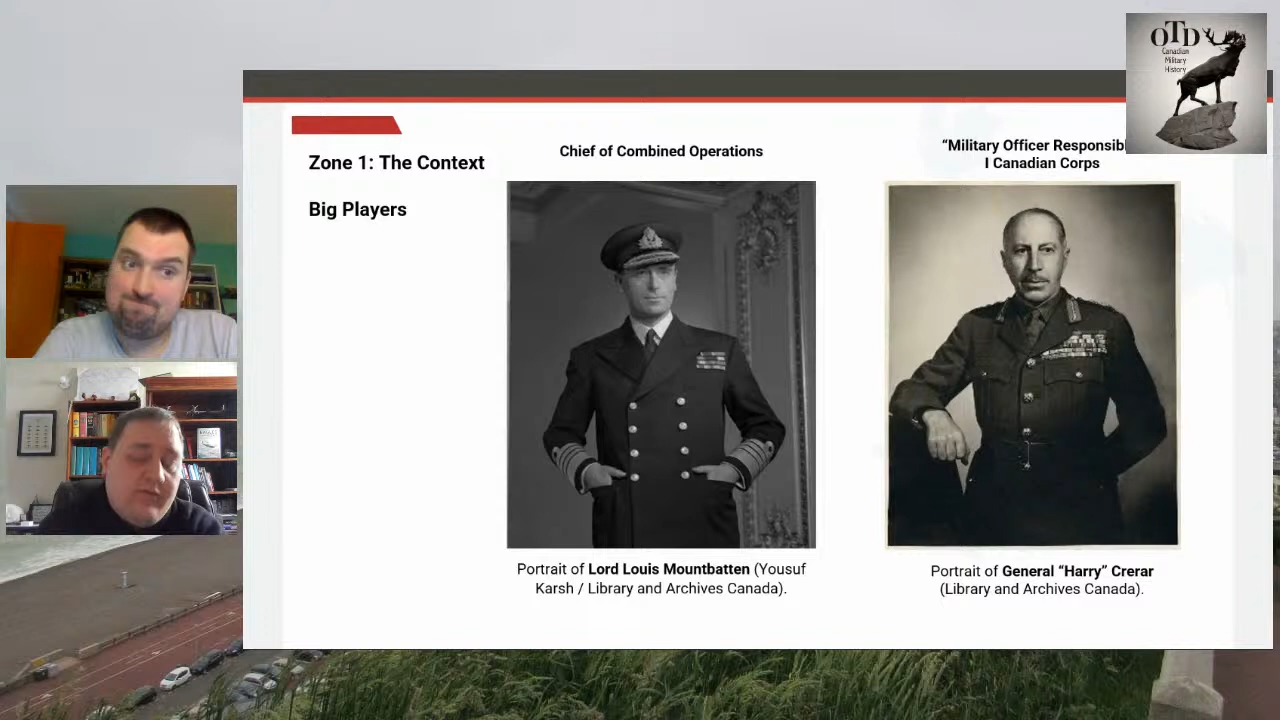 OTD
Canadian
Military
History
Zone 1: The Context
Big Players
Chief of Combined Operations
Portrait of Lord Louis Mountbatten (Yousuf
Karsh / Library and Archives Canada).
“Military Officer
I Canadian Corps
Portrait of General “Harry” Crerar
(Library and Archives Canada).